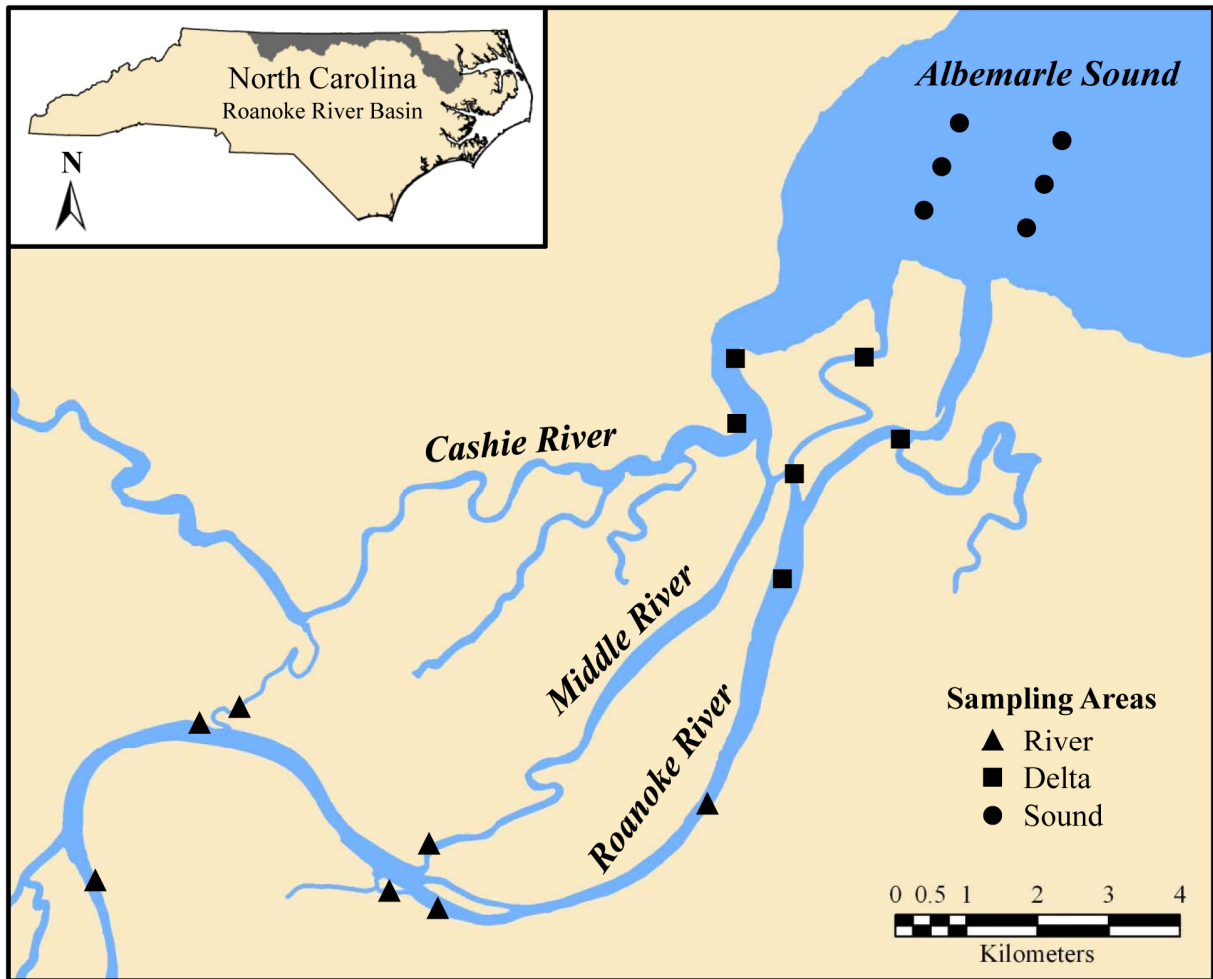 North Carolina
Roanoke River Basin
N
Albemarle Sound
Cashie River
Middle River
Roanoke River
Sampling Areas
River
Delta
Sound
0 0.5 1 2 3 4
Kilometers